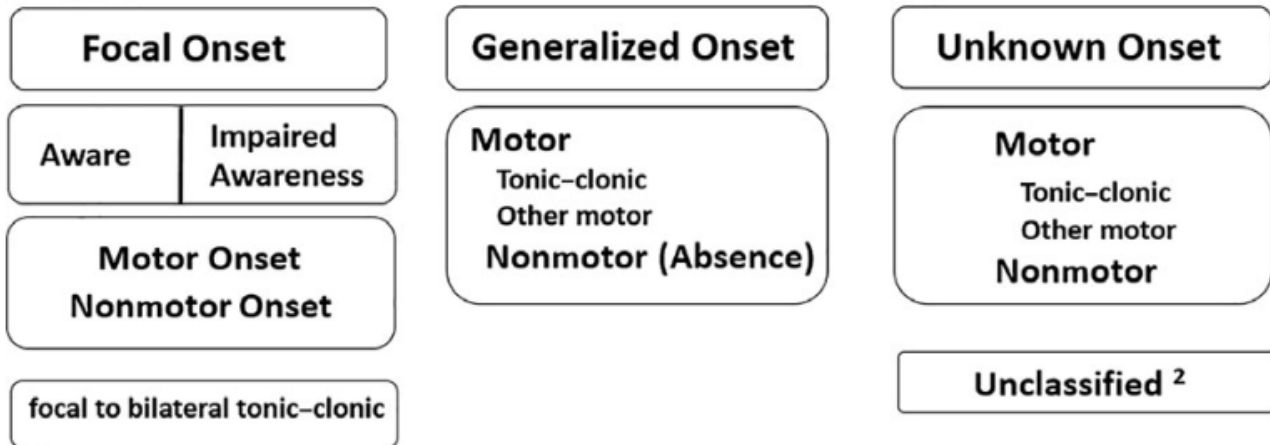 Focal Onset
Aware
Impaired
Awareness
Motor Onset
Nonmotor Onset
focal to bilateral tonic–clonic
Generalized Onset
Motor
Tonic–clonic
Other motor
Nonmotor (Absence)
Unknown Onset
Motor
Tonic–clonic
Other motor
Nonmotor
Unclassified ²